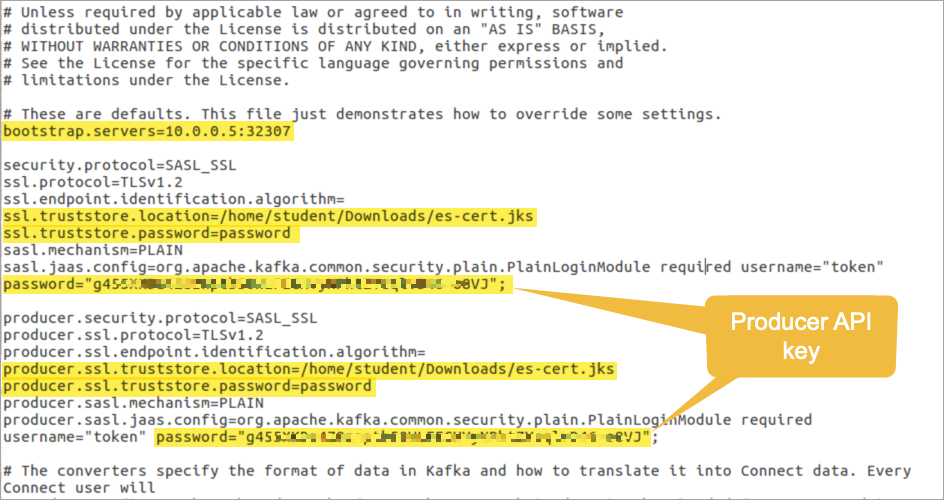 # Unless required by applicable law or agreed to in writing, software
# distributed under the License is distributed on an "AS IS" BASIS,
# WITHOUT WARRANTIES OR CONDITIONS OF ANY KIND, either express or implied.
# See the License for the specific language governing permissions and
# limitations under the License.
# These are defaults. This file just demonstrates how to override some settings.
bootstrap.servers=10.0.0.5:32307
security.protocol=SASL_SSL
ssl.protocol=TLSv1.2
ssl.endpoint.identification.algorithm=
ssl.truststore.location=/home/student/Downloads/es-cert.jks
ssl.truststore.password=password
sasl.mechanism=PLAIN
sasl.jaas.config=org.apache.kafka.common.security.plain.PlainLoginModule required username="token"
password=
producer.security.protocol=SASL_SSL
producer.ssl.protocol=TLSv1.2
producer.ssl.endpoint.identification.algorithm=
producer.ssl.truststore.location=/home/student/Downloads/es-cert.jks
producer.ssl.truststore.password=password
producer.sasl.mechanism=PLAIN
producer.sasl.jaas.config=org.apache.kafka.common.security.plain.PlainLoginModule required
username="token" password=
Producer API
key
# The converters specify the format of data in Kafka and how to translate it into Connect data. Every
Connect user will